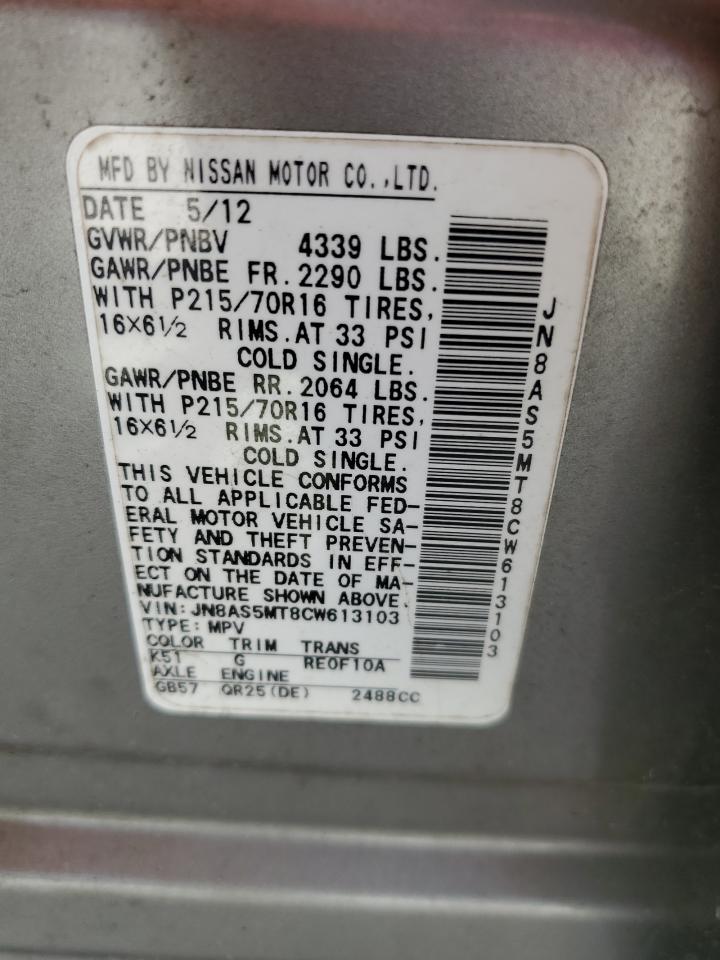 MFD BY NISSAN MOTOR CO.,LTD.
DATE 5/12
GVWR/PNBV 4339 LBS.
GAWR/PNBE FR.2290 LBS.
WITH P215/70R16 TIRES,
16×6½ RIMS.AT 33 PSI
COLD SINGLE.
GAWR/PNBE RR.2064 LBS.
WITH P215/70R16 TIRES,
16×6½ RIMS.AT 33 PSI
COLD SINGLE.
THIS VEHICLE CONFORMS
TO ALL APPLICABLE FED-
ERAL MOTOR VEHICLE SA-
FETY AND THEFT PREVEN-
TION STANDARDS IN EFF-
ECT ON THE DATE OF MA-
NUFACTURE SHOWN ABOVE.
VIN: JN8AS5MT8CW613103
TYPE: MPV
COLOR TRIM TRANS
K51 G RE0F10A
AXLE ENGINE
GB57 QR25(DE) 2488CC
JN8AS5MT8CW613103